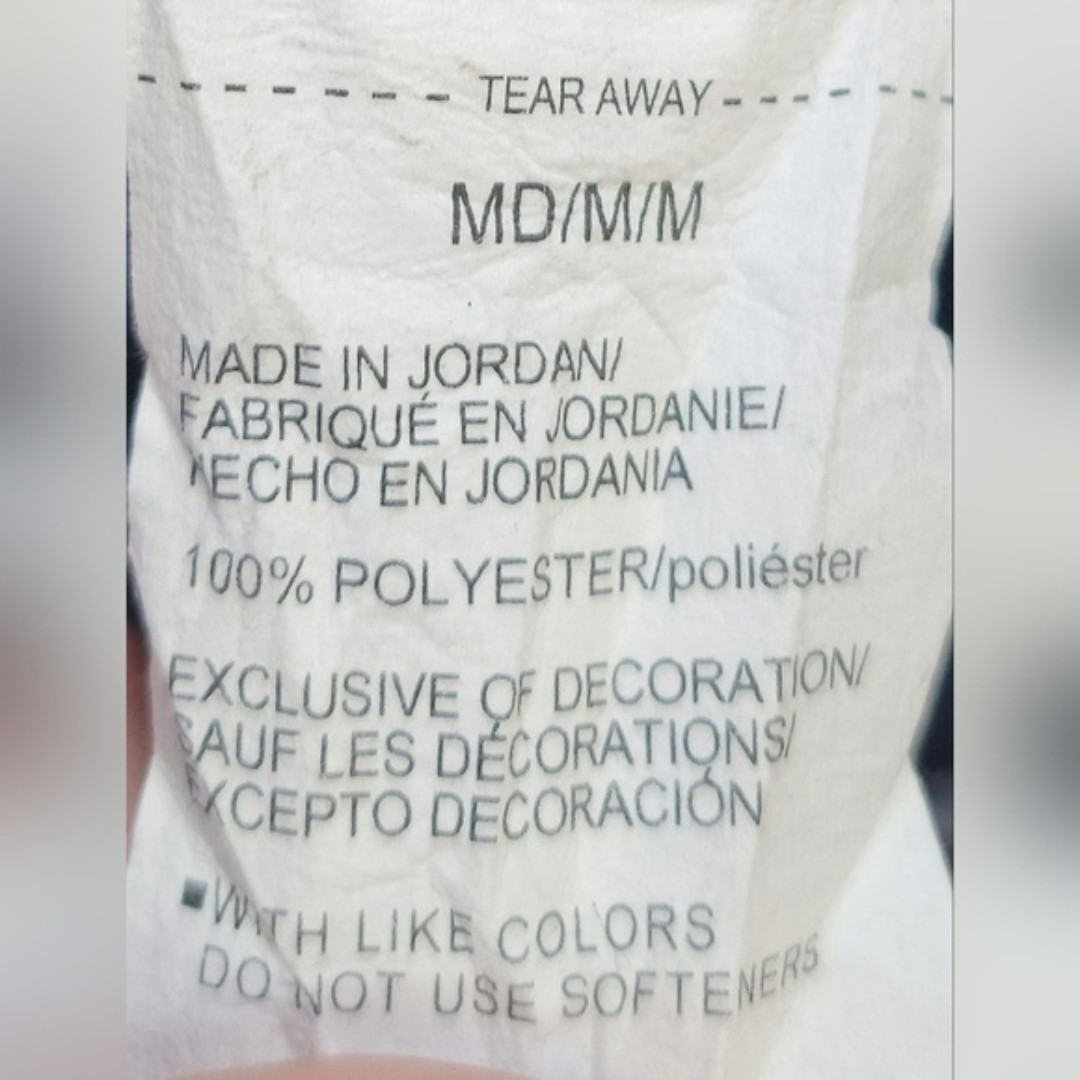 TEAR AWAY
MD/M/M
MADE IN JORDAN/
FABRIQUÉ EN JORDANIE/
HECHO EN JORDANIA
100% POLYESTER/poliéster
EXCLUSIVE OF DECORATION/
SAUF LES DÉCORATIONS/
EXCEPTO DECORACIÓN
▪WITH LIKE COLORS
DO NOT USE SOFTENERS